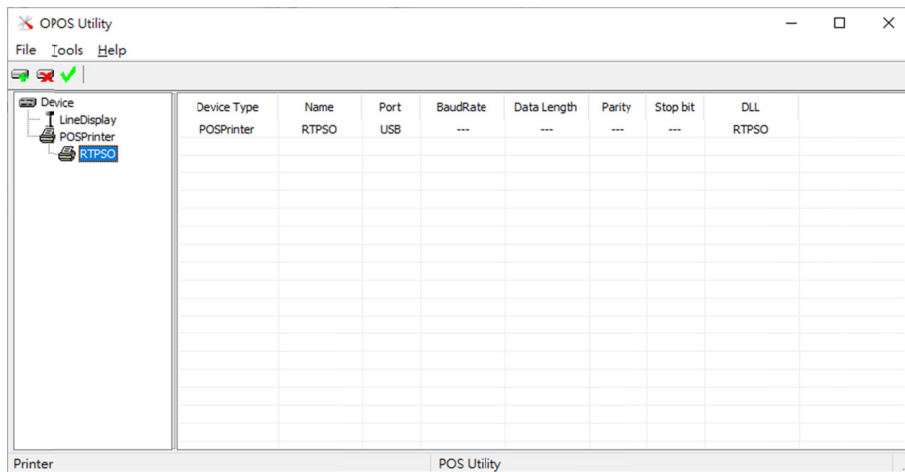 OPOS Utility
File Tools Help
Device
LineDisplay
POSPrinter
RTPSO
Device Type Name Port BaudRate Data Length Parity Stop bit DLL
POSPrinter RTPSO USB --- --- --- --- RTPSO
Printer POS Utility